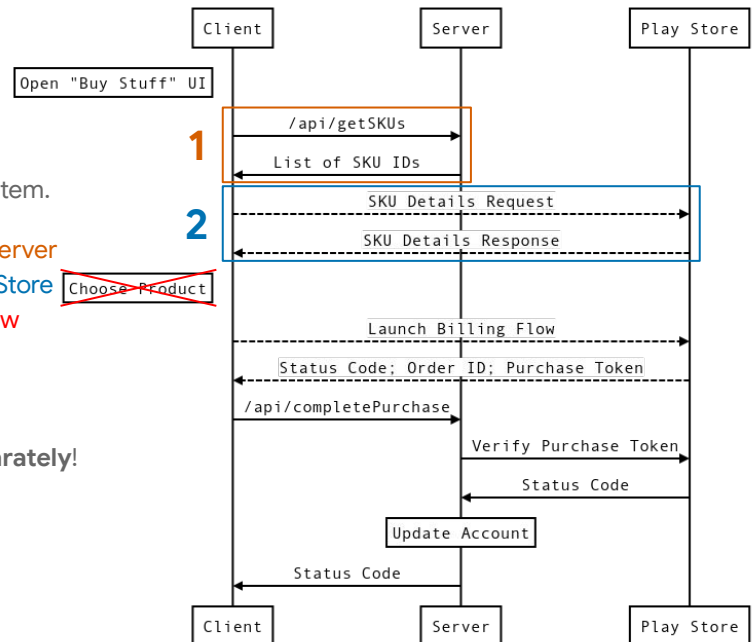 Client
Server
Play Store
Open "Buy Stuff" UI
1
/api/getSKUs
List of SKU IDs
tem.
2
SKU Details Request
SKU Details Response
erver
Store
Choose Product
w
Launch Billing Flow
Status Code; Order ID; Purchase Token
/api/completePurchase
Verify Purchase Token
rately!
Status Code
Update Account
Status Code
Client
Server
Play Store